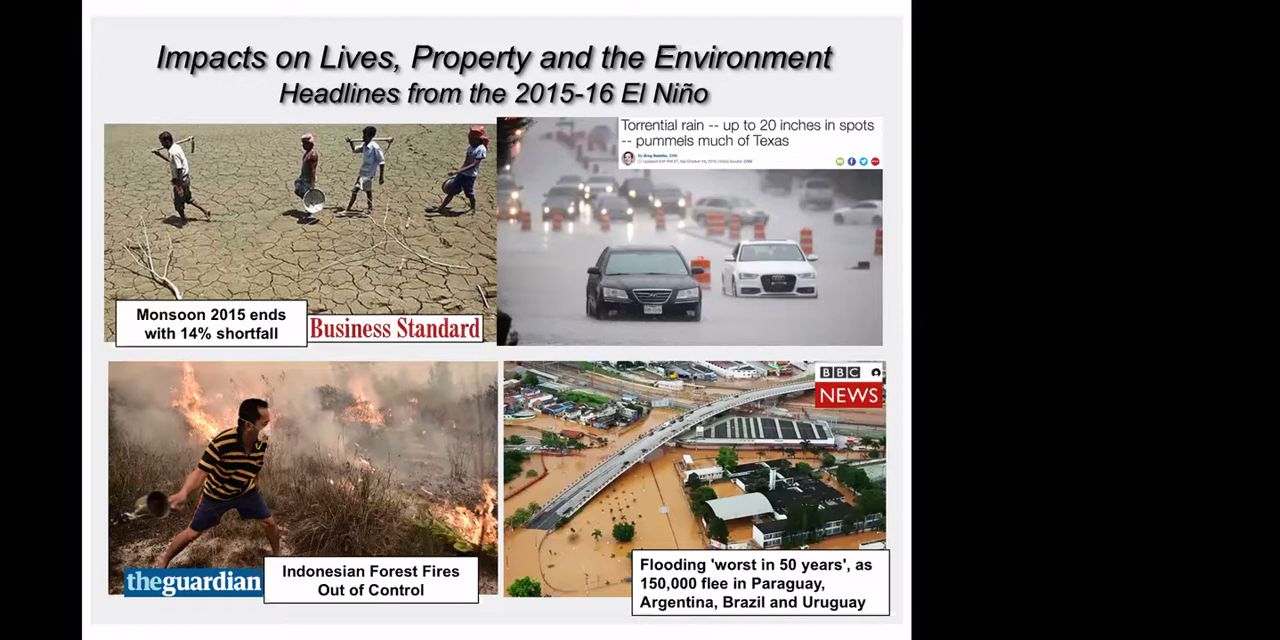 Impacts on Lives, Property and the Environment
Headlines from the 2015-16 El Niño
Torrential rain -- up to 20 inches in spots
-- pummels much of Texas
Monsoon 2015 ends
with 14% shortfall
Business Standard
BBC
NEWS
theguardian
Indonesian Forest Fires
Out of Control
Flooding 'worst in 50 years', as
150,000 flee in Paraguay,
Argentina, Brazil and Uruguay